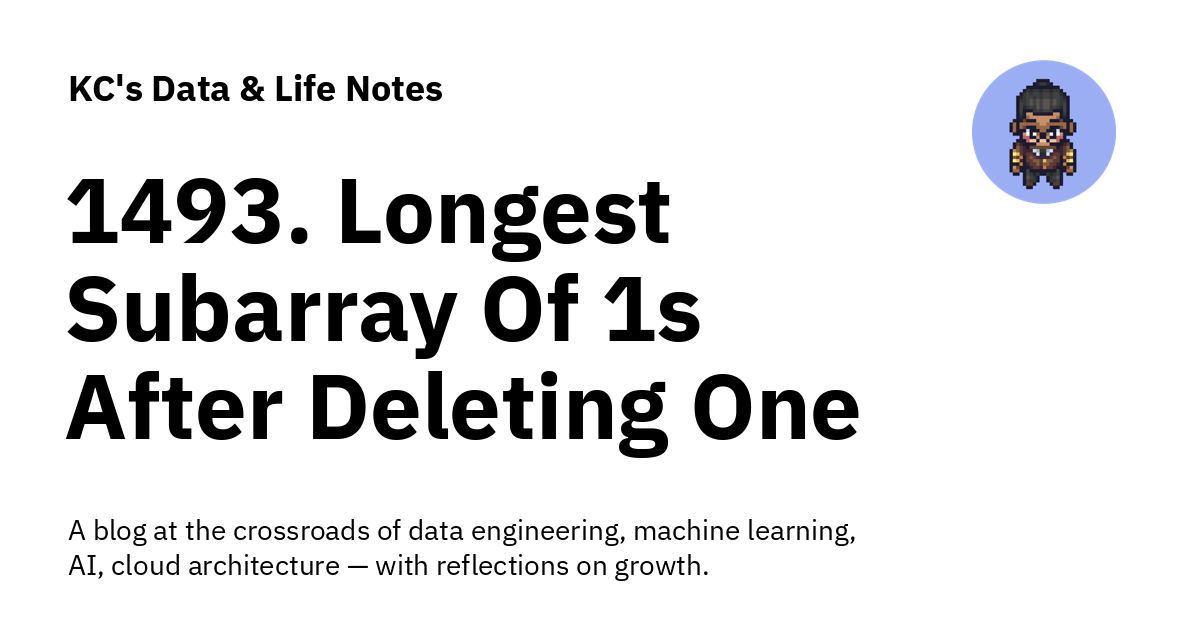 KC's Data & Life Notes
1493. Longest
Subarray Of 1s
After Deleting One
A blog at the crossroads of data engineering, machine learning,
AI, cloud architecture — with reflections on growth.